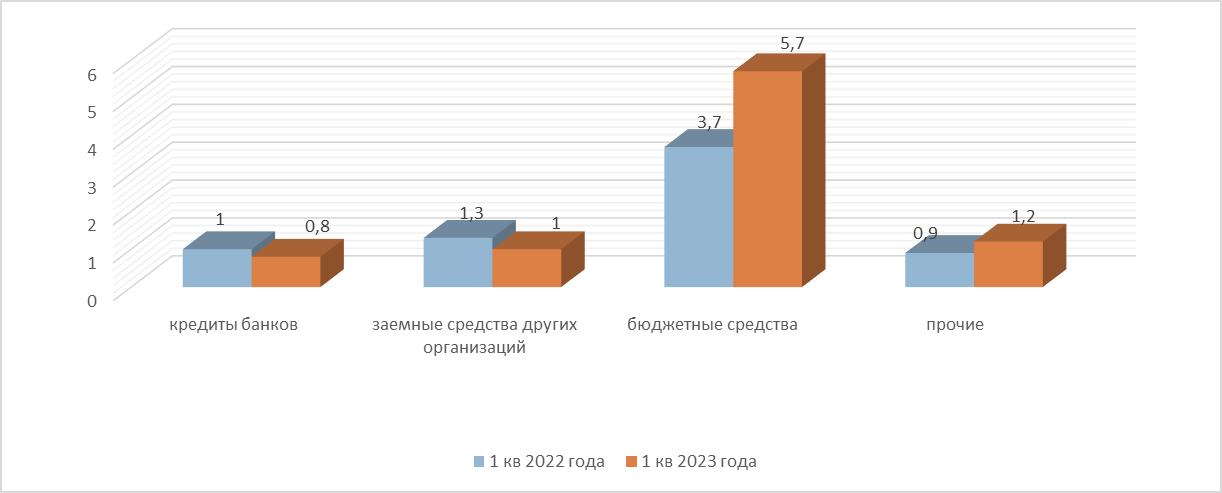 5,7
6
5
3,7
4
3
1,3
1,2
2
1
1
0,9
0,8
1
0
кредиты банков
заемные средства других
организаций
бюджетные средства
прочие
1 кв 2022 года
1 кв 2023 года